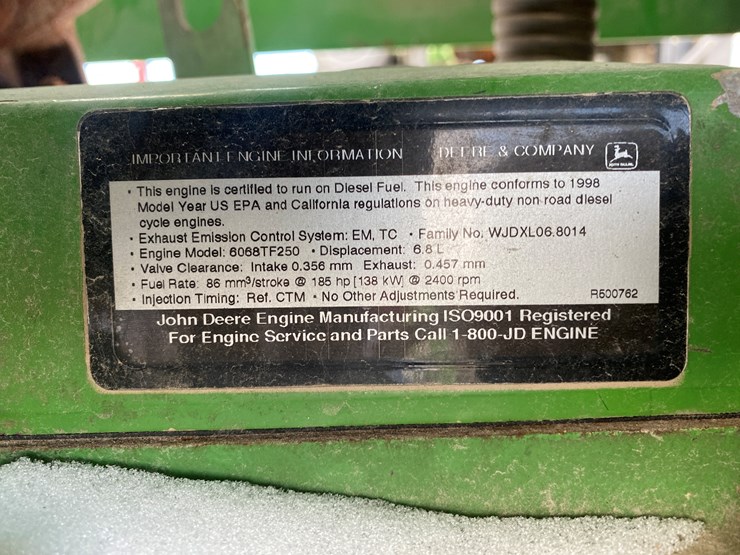 IMPORTANT ENGINE INFORMATION DEERE & COMPANY
• This engine is certified to run on Diesel Fuel. This engine conforms to 1998
Model Year US EPA and California regulations on heavy-duty non road diesel
cycle engines.
• Exhaust Emission Control System: EM, TC • Family No. WJDXL06.8014
• Engine Model: 6068TF250 • Displacement: 6.8 L
• Valve Clearance: Intake 0.356 mm Exhaust: 0.457 mm
• Fuel Rate: 86 mm³/stroke @ 185 hp [138 kW] @ 2400 rpm
• Injection Timing: Ref. CTM • No Other Adjustments Required. R500762
John Deere Engine Manufacturing ISO9001 Registered
For Engine Service and Parts Call 1-800-JD ENGINE